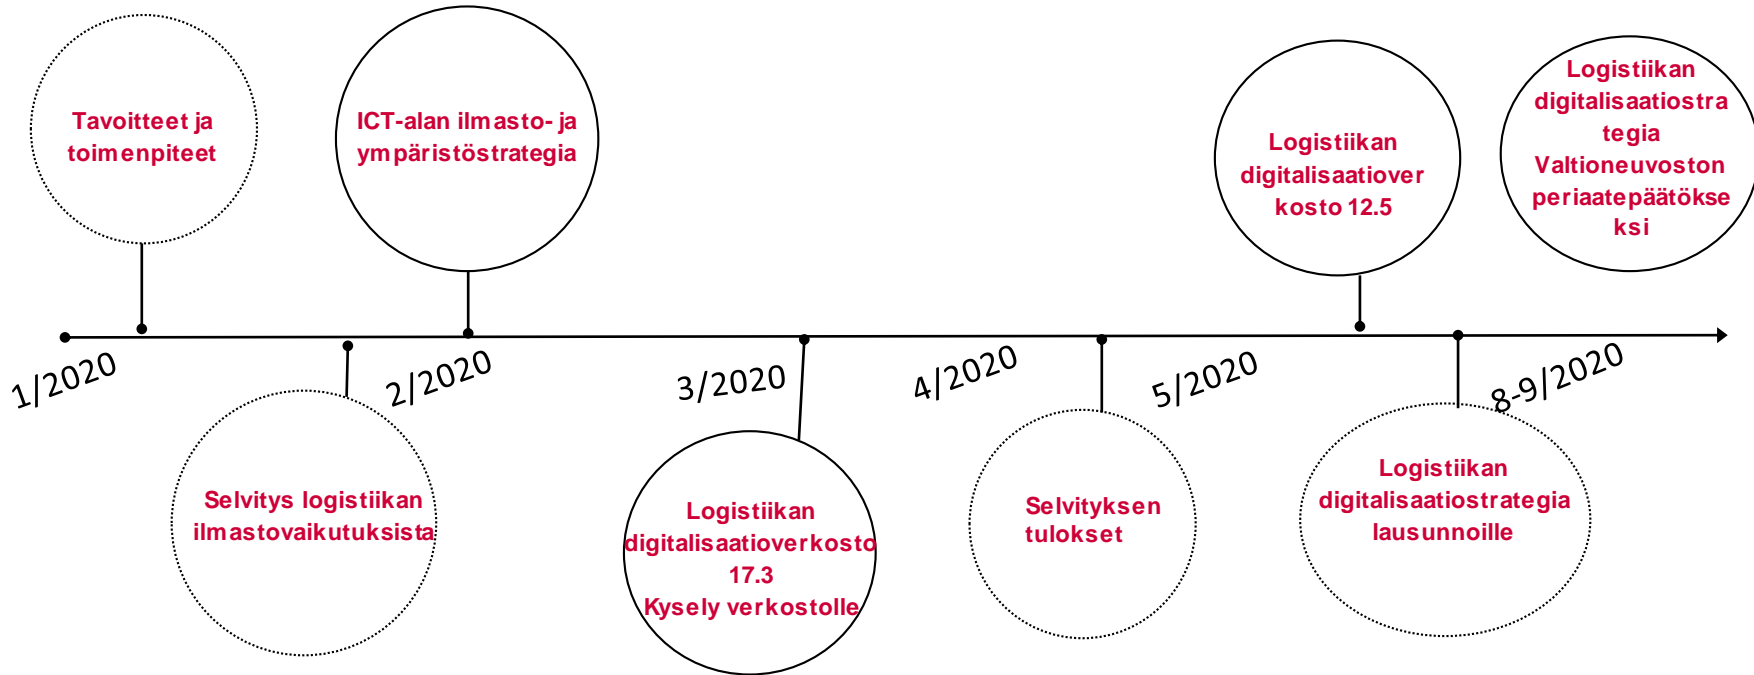 Tavoitteet ja
toimenpiteet
ICT-alan ilmasto- ja
ympäristöstrategia
Logistiikan
digitalisaatiover
kosto 12.5
Logistiikan
digitalisaatiostra
tegia
Valtioneuvoston
periaatepäätökse
ksi
1/2020
2/2020
3/2020
4/2020
5/2020
8-9/2020
Selvitys logistiikan
ilmastovaikutuksista
Logistiikan
digitalisaatioverkosto
17.3
Kysely verkostolle
Selvityksen
tulokset
Logistiikan
digitalisaatiostrategia
lausunnoille